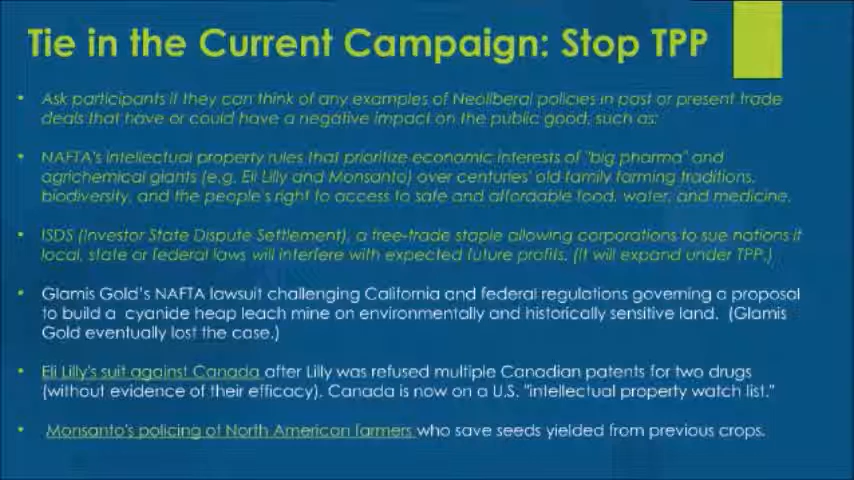 Tie in the Current Campaign: Stop TPP
• Ask participants if they can think of any examples of Neoliberal policies in past or present trade
deals that have or could have a negative impact on the public good, such as:
• NAFTA's intellectual property rules that prioritize economic interests of "big pharma" and
agrichemical giants (e.g. Eli Lilly and Monsanto) over centuries' old family farming traditions,
biodiversity, and the people's right to access to safe and affordable food, water, and medicine.
• ISDS (Investor State Dispute Settlement), a free-trade staple allowing corporations to sue nations if
local, state or federal laws will interfere with expected future profits. (It will expand under TPP.)
• Glamis Gold's NAFTA lawsuit challenging California and federal regulations governing a proposal
to build a cyanide heap leach mine on environmentally and historically sensitive land. (Glamis
Gold eventually lost the case.)
• Eli Lilly's suit against Canada after Lilly was refused multiple Canadian patents for two drugs
(without evidence of their efficacy). Canada is now on a U.S. "intellectual property watch list."
• Monsanto's policing of North American farmers who save seeds yielded from previous crops.